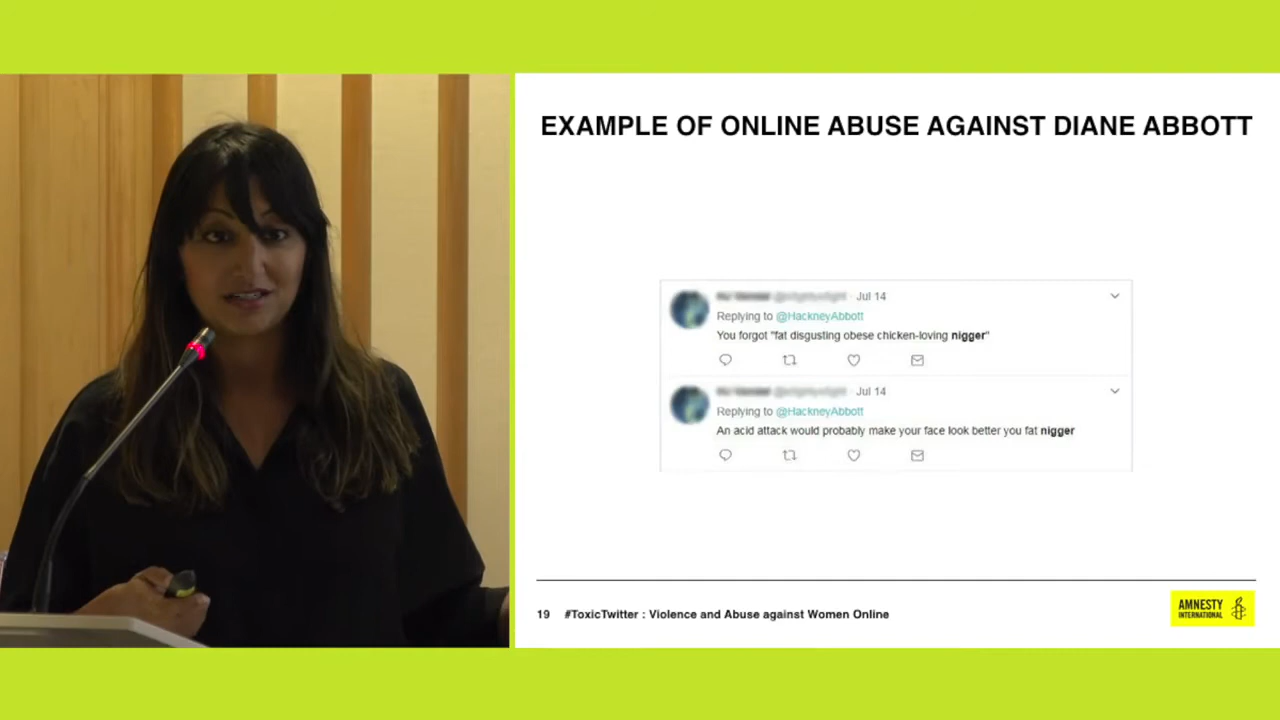 EXAMPLE OF ONLINE ABUSE AGAINST DIANE ABBOTT
Jul 14
Replying to @HackneyAbbott
You forgot "fat disgusting obese chicken-loving nigger"
Jul 14
Replying to @HackneyAbbott
An acid attack would probably make your face look better you fat nigger
19 #ToxicTwitter : Violence and Abuse against Women Online
AMNESTY
INTERNATIONAL